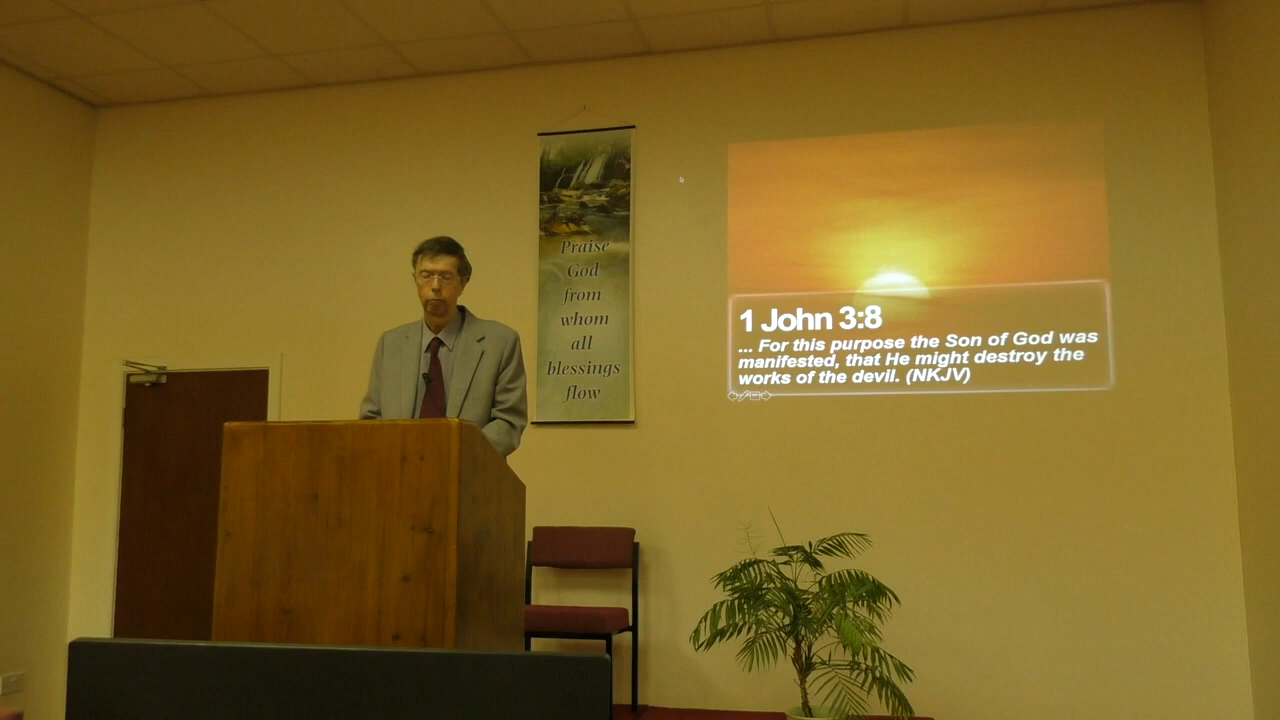 Praise
God
from
whom
all
blessings
flow
1 John 3:8
... For this purpose the Son of God was
manifested, that He might destroy the
works of the devil. (NKJV)